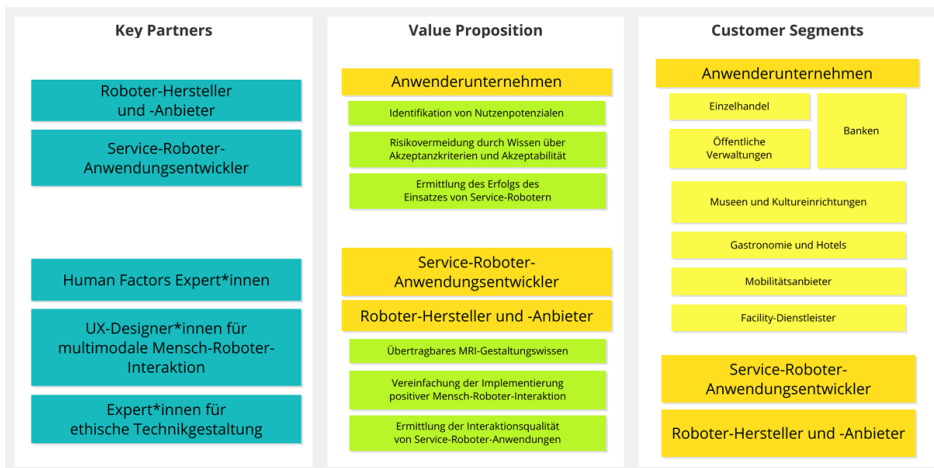 Key Partners
Roboter-Hersteller
und -Anbieter
Service-Roboter-
Anwendungsentwickler
Human Factors Expert*innen
UX-Designer*innen für
multimodale Mensch-Roboter-
Interaktion
Expert*innen für
ethische Technikgestaltung
Value Proposition
Anwenderunternehmen
Identifikation von Nutzenpotenzialen
Risikovermeidung durch Wissen über
Akzeptanzkriterien und Akzeptabilität
Ermittlung des Erfolgs des
Einsatzes von Service-Robotern
Service-Roboter-
Anwendungsentwickler
Roboter-Hersteller und -Anbieter
Übertragbares MRI-Gestaltungswissen
Vereinfachung der Implementierung
positiver Mensch-Roboter-Interaktion
Ermittlung der Interaktionsqualität
von Service-Roboter-Anwendungen
Customer Segments
Anwenderunternehmen
Einzelhandel
Banken
Öffentliche
Verwaltungen
Museen und Kultureinrichtungen
Gastronomie und Hotels
Mobilitätsanbieter
Facility-Dienstleister
Service-Roboter-
Anwendungsentwickler
Roboter-Hersteller und -Anbieter